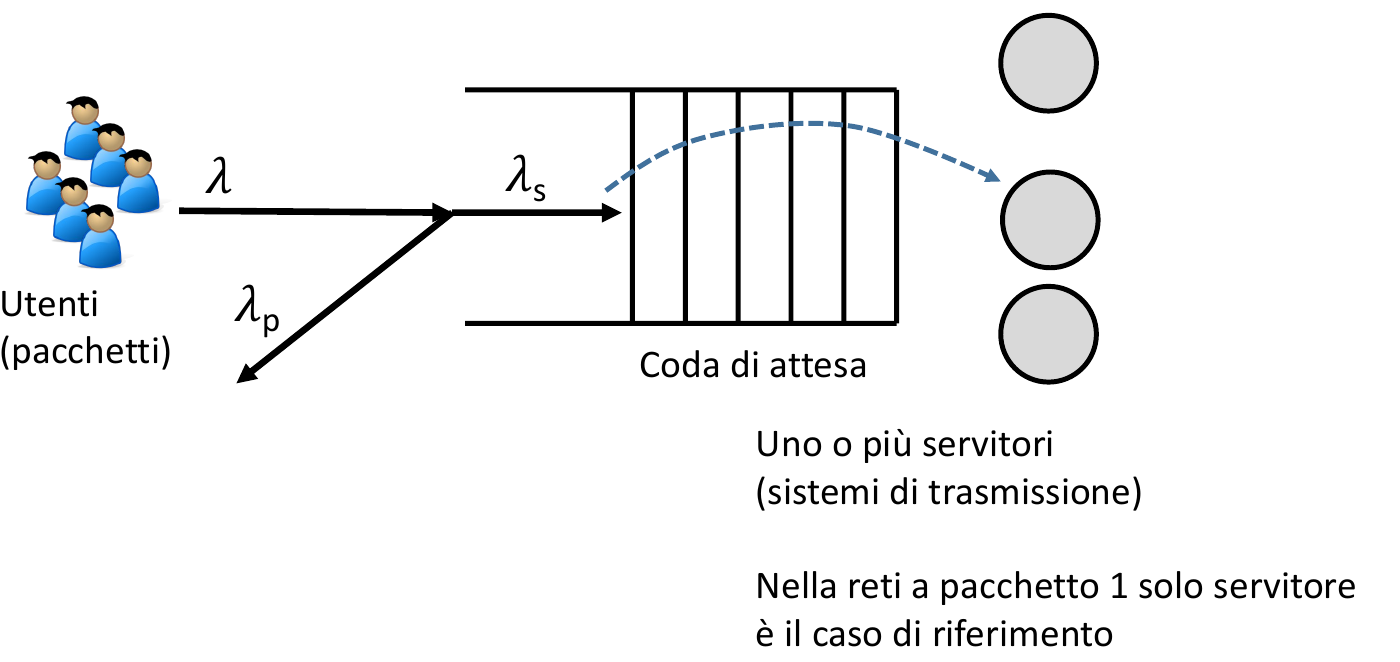 λ
λs
λp
Utenti
(pacchetti)
Coda di attesa
Uno o più servitori
(sistemi di trasmissione)
Nella reti a pacchetto 1 solo servitore
è il caso di riferimento